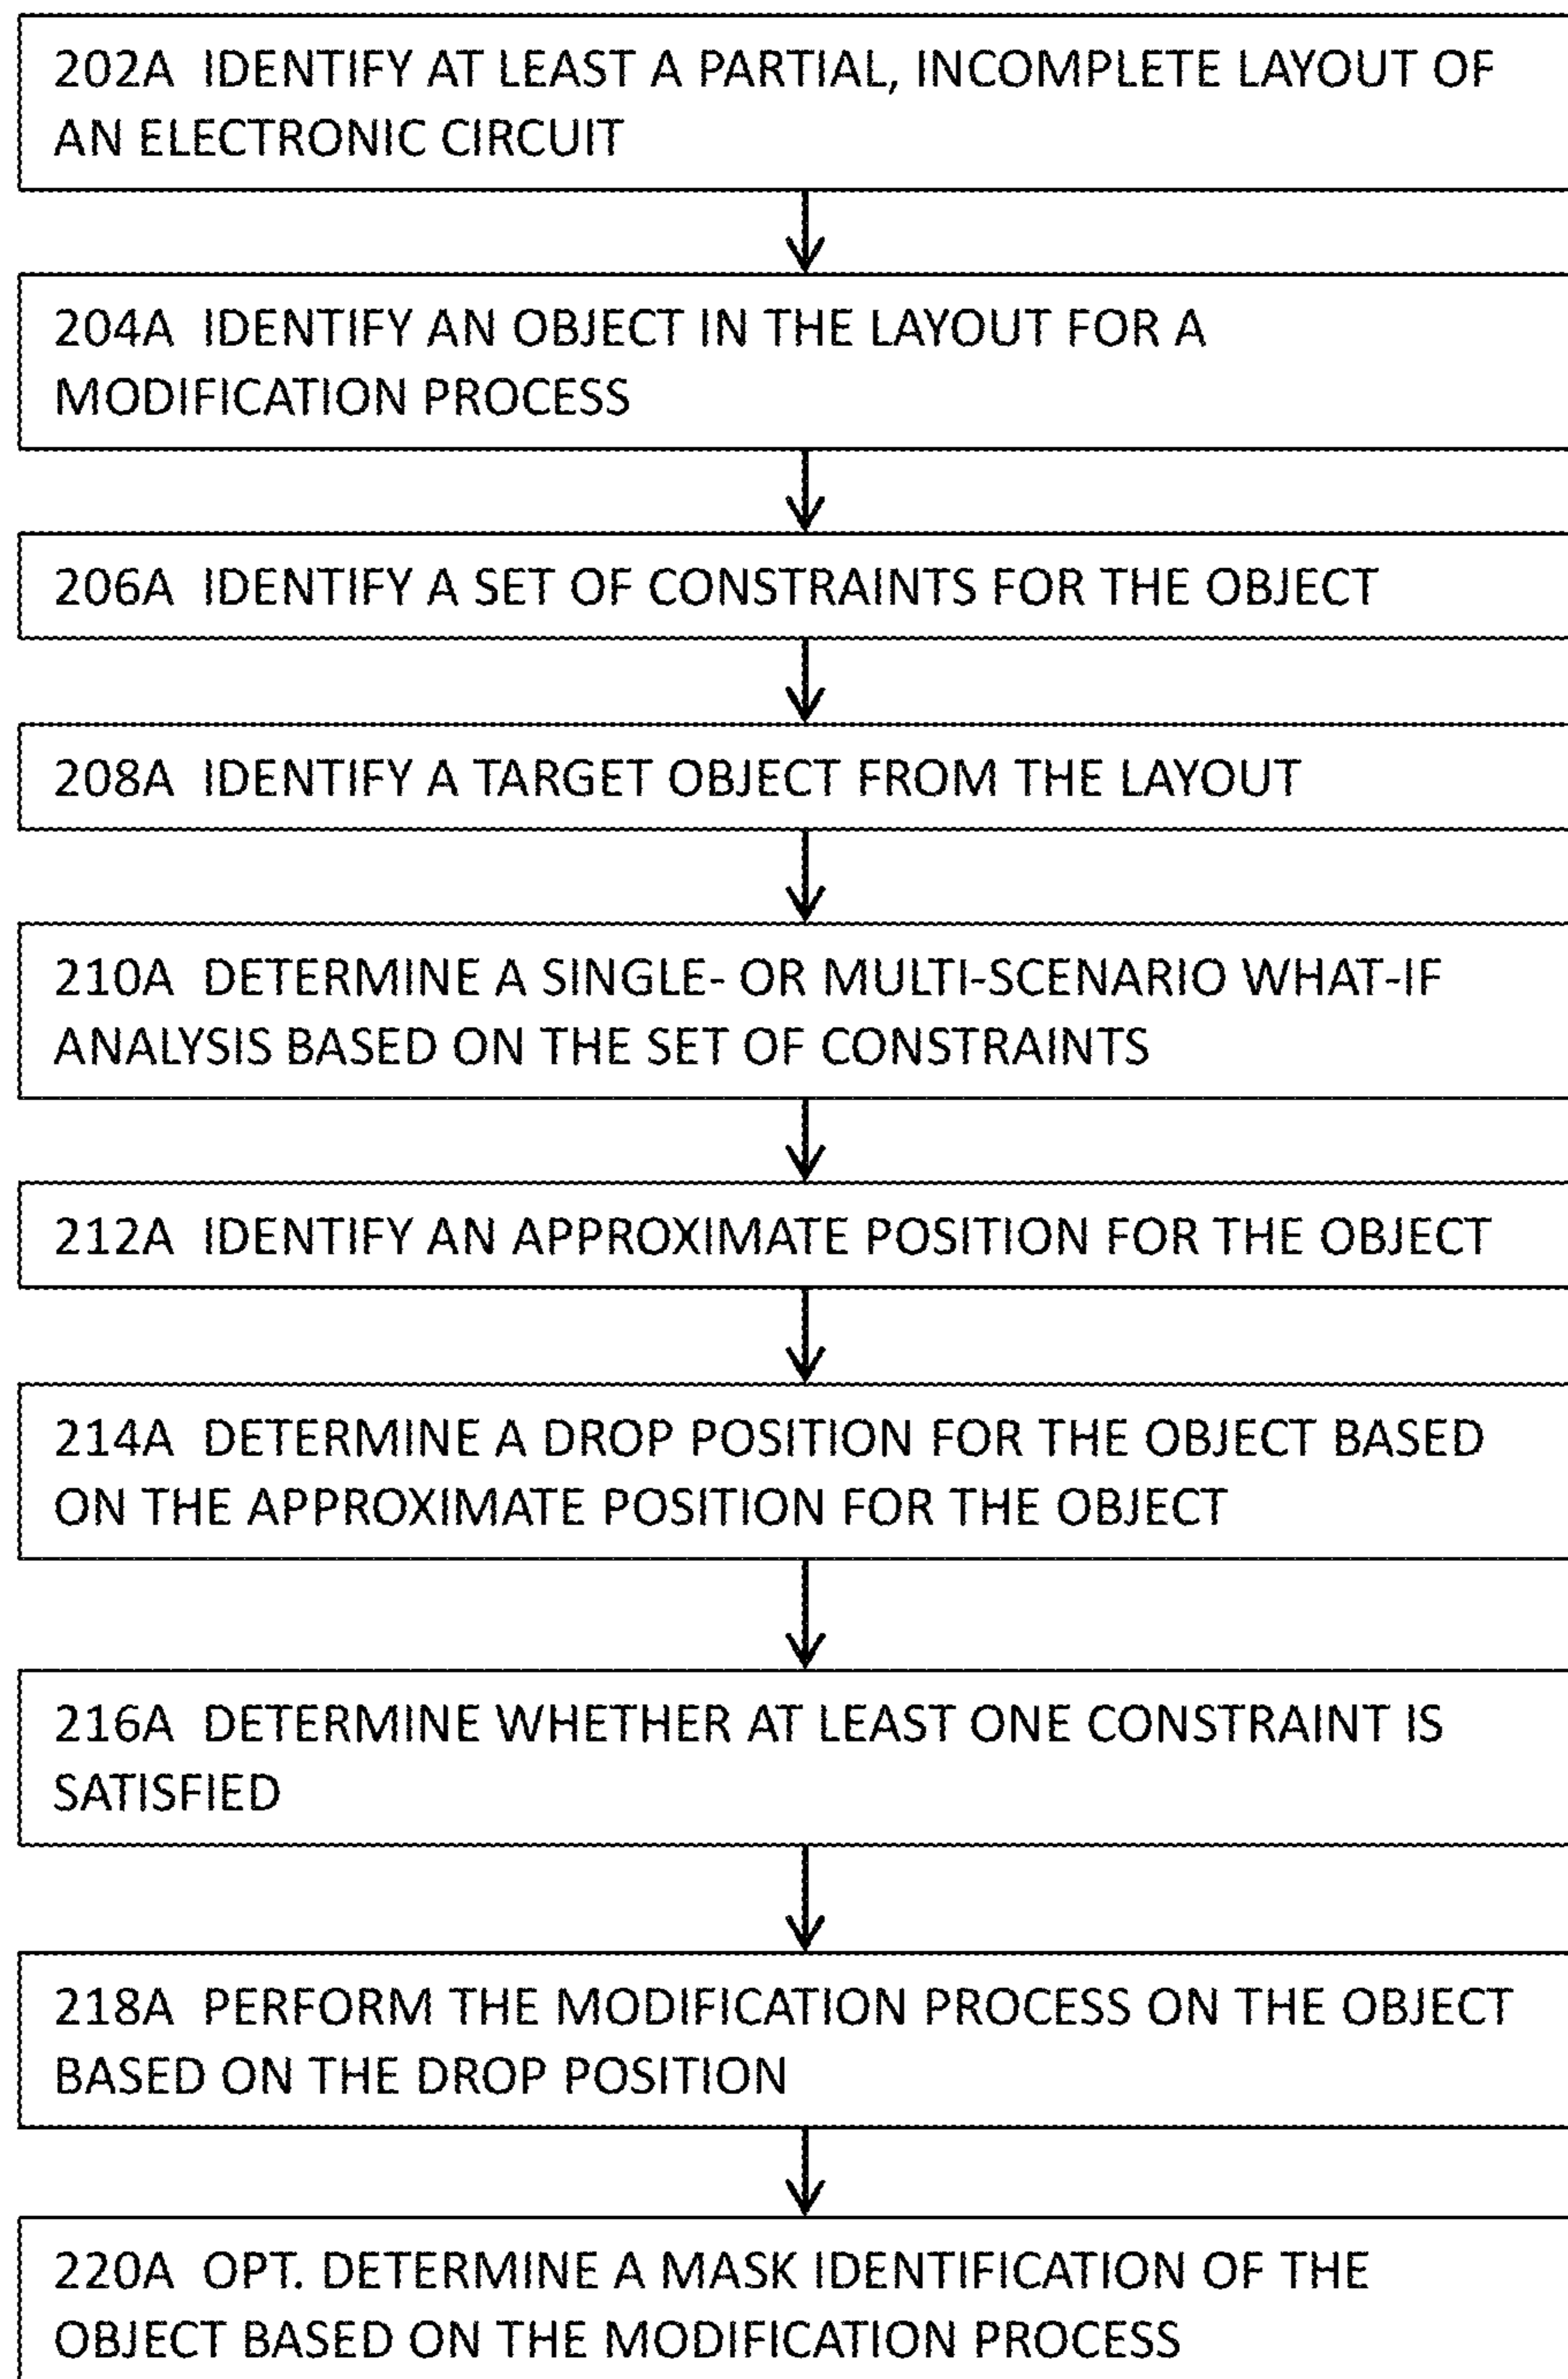 202A IDENTIFY AT LEAST A PARTIAL, INCOMPLETE LAYOUT OF
AN ELECTRONIC CIRCUIT
204A IDENTIFY AN OBJECT IN THE LAYOUT FOR A
MODIFICATION PROCESS
206A IDENTIFY A SET OF CONSTRAINTS FOR THE OBJECT
208A IDENTIFY A TARGET OBJECT FROM THE LAYOUT
210A DETERMINE A SINGLE- OR MULTI-SCENARIO WHAT-IF
ANALYSIS BASED ON THE SET OF CONSTRAINTS
212A IDENTIFY AN APPROXIMATE POSITION FOR THE OBJECT
214A DETERMINE A DROP POSITION FOR THE OBJECT BASED
ON THE APPROXIMATE POSITION FOR THE OBJECT
216A DETERMINE WHETHER AT LEAST ONE CONSTRAINT IS
SATISFIED
218A PERFORM THE MODIFICATION PROCESS ON THE OBJECT
BASED ON THE DROP POSITION
220A OPT. DETERMINE A MASK IDENTIFICATION OF THE
OBJECT BASED ON THE MODIFICATION PROCESS